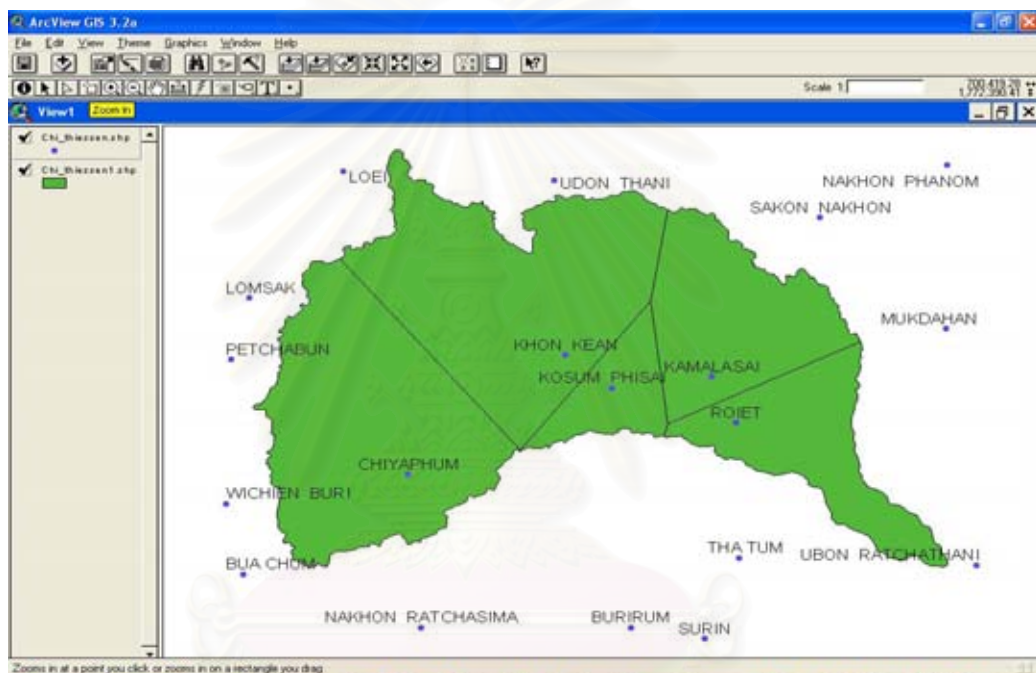 ArcView GIS 3.2a
File Edit View Theme Graphics Window Help
Scale 1:
View1 Zoom In
Chi_thiessen.shp
Chi_thiessen1.shp
LOEI
UDON THANI
NAKHON PHANOM
SAKON NAKHON
LOMSAK
MUKDAHAN
PETCHABUN
KHON KEAN
KOSUM PHISAI
KAMALASAI
ROIET
CHIYAPHUM
WICHIEN BURI
THA TUM
UBON RATCHATHANI
BUA CHUM
NAKHON RATCHASIMA
BURIRUM
SURIN
Zooms in at a point you click or zooms in on a rectangle you drag